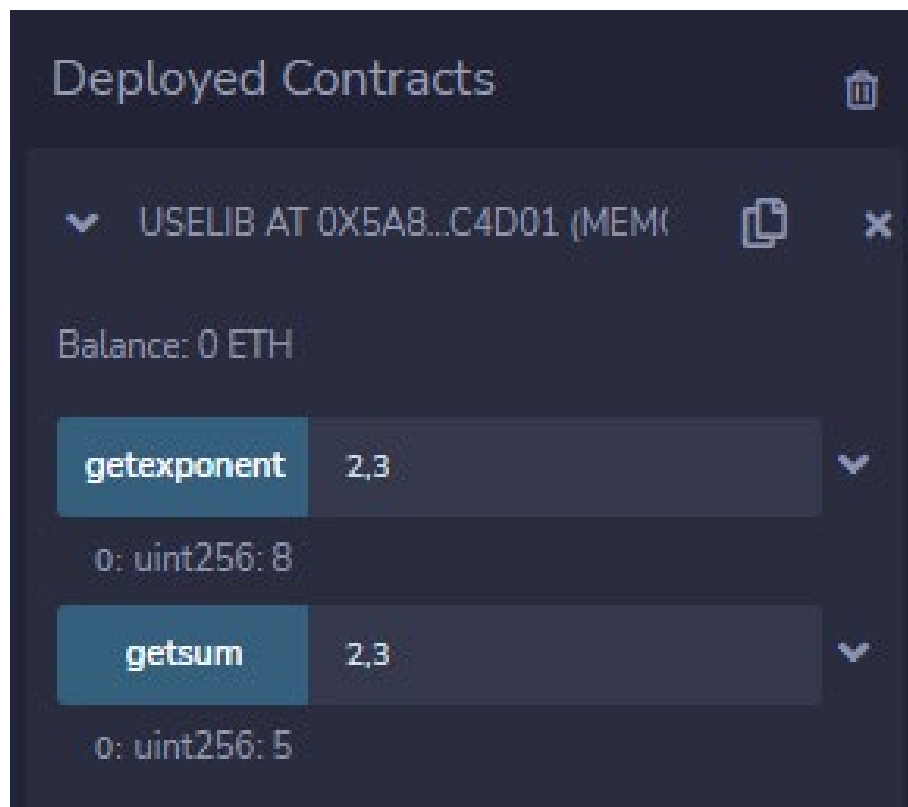 Deployed Contracts
USELIB AT 0X5A8...C4D01 (MEM(
Balance: 0 ETH
getexponent 2,3
0: uint256: 8
getsum 2,3
0: uint256: 5